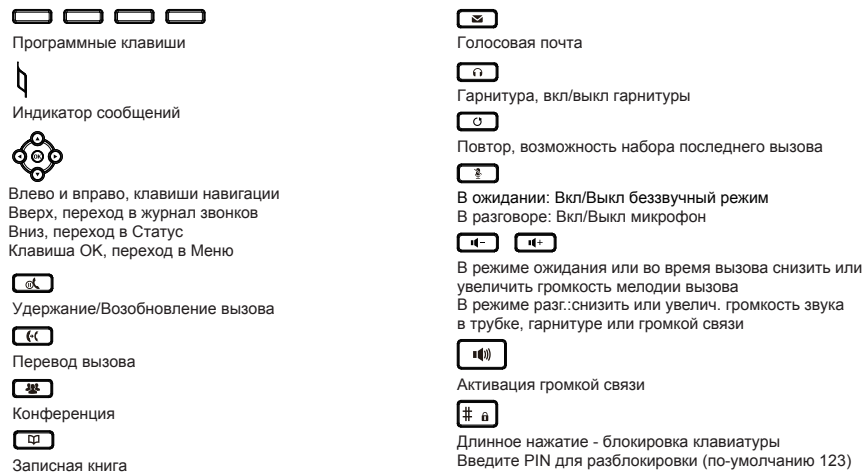 Программные клавиши
Индикатор сообщений
OK
Влево и вправо, клавиши навигации
Вверх, переход в журнал звонков
Вниз, переход в Статус
Клавиша OK, переход в Меню
Удержание/Возобновление вызова
Перевод вызова
Конференция
Записная книга
Голосовая почта
Гарнитура, вкл/выкл гарнитуры
Повтор, возможность набора последнего вызова
В ожидании: Вкл/Выкл беззвучный режим
В разговоре: Вкл/Выкл микрофон
В режиме ожидания или во время вызова снизить или
увеличить громкость мелодии вызова
В режиме разг.:снизить или увелич. громкость звука
в трубке, гарнитуре или громкой связи
Активация громкой связи
#
Длинное нажатие - блокировка клавиатуры
Введите PIN для разблокировки (по-умолчанию 123)